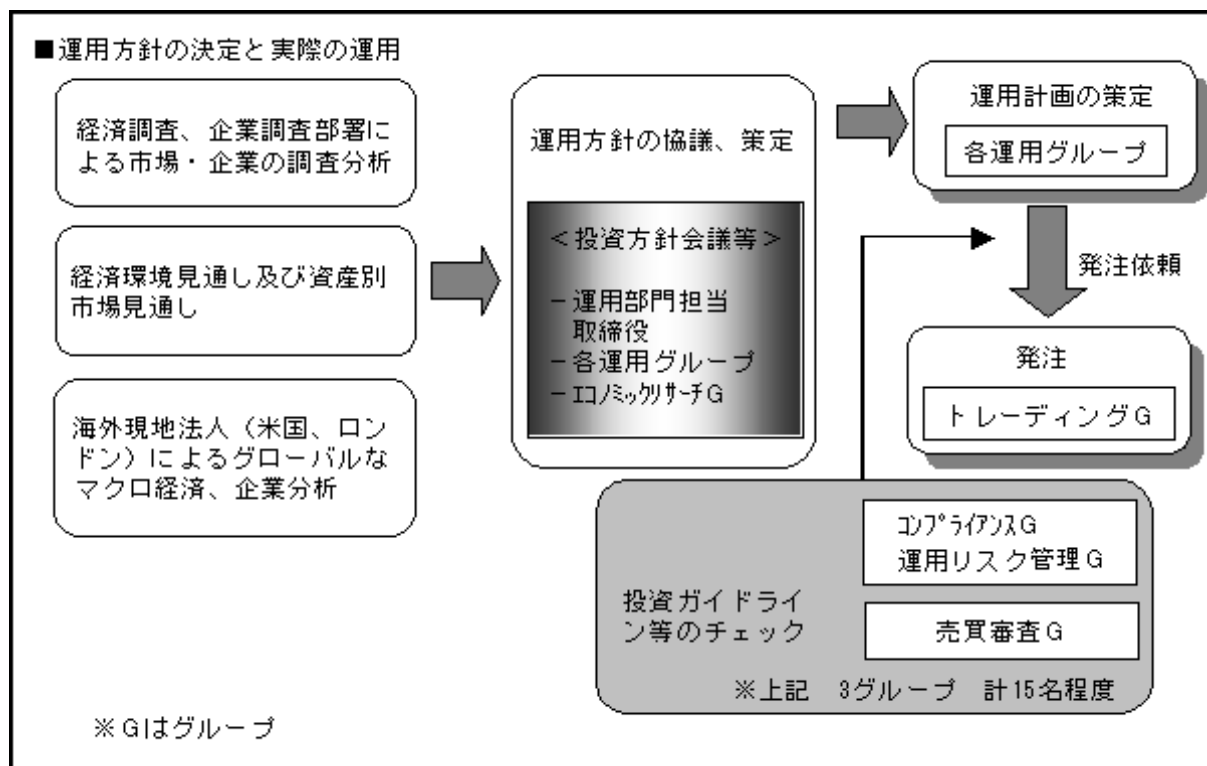 ■運用方針の決定と実際の運用
経済調査、企業調査部署に
よる市場・企業の調査分析
経済環境見通し及び資産別
市場見通し
海外現地法人（米国、ロン
ドン）によるグローバルな
マクロ経済、企業分析
運用方針の協議、策定
＜投資方針会議等＞
－運用部門担当
取締役
－各運用グループ
－ｴｺﾉﾐｯｸﾘｻｰﾁＧ
運用計画の策定
各運用グループ
発注依頼
発注
トレーディングＧ
ｺﾝﾌﾟﾗｲｱﾝｽＧ
運用リスク管理Ｇ
投資ガイドライ
ン等のチェック
売買審査Ｇ
※上記　3グループ　計15名程度
※Ｇはグループ